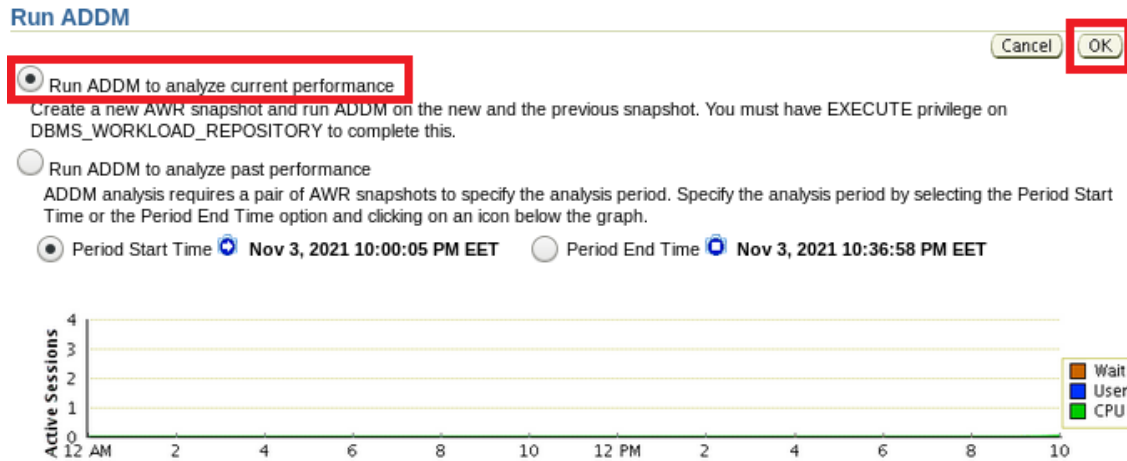 Run ADDM
Cancel OK
Run ADDM to analyze current performance
Create a new AWR snapshot and run ADDM on the new and the previous snapshot. You must have EXECUTE privilege on
DBMS_WORKLOAD_REPOSITORY to complete this.
Run ADDM to analyze past performance
ADDM analysis requires a pair of AWR snapshots to specify the analysis period. Specify the analysis period by selecting the Period Start
Time or the Period End Time option and clicking on an icon below the graph.
Period Start Time Nov 3, 2021 10:00:05 PM EET Period End Time Nov 3, 2021 10:36:58 PM EET
Active Sessions
4
3
2
1
0
Wait
User
CPU
12 AM 2 4 6 8 10 12 PM 2 4 6 8 10